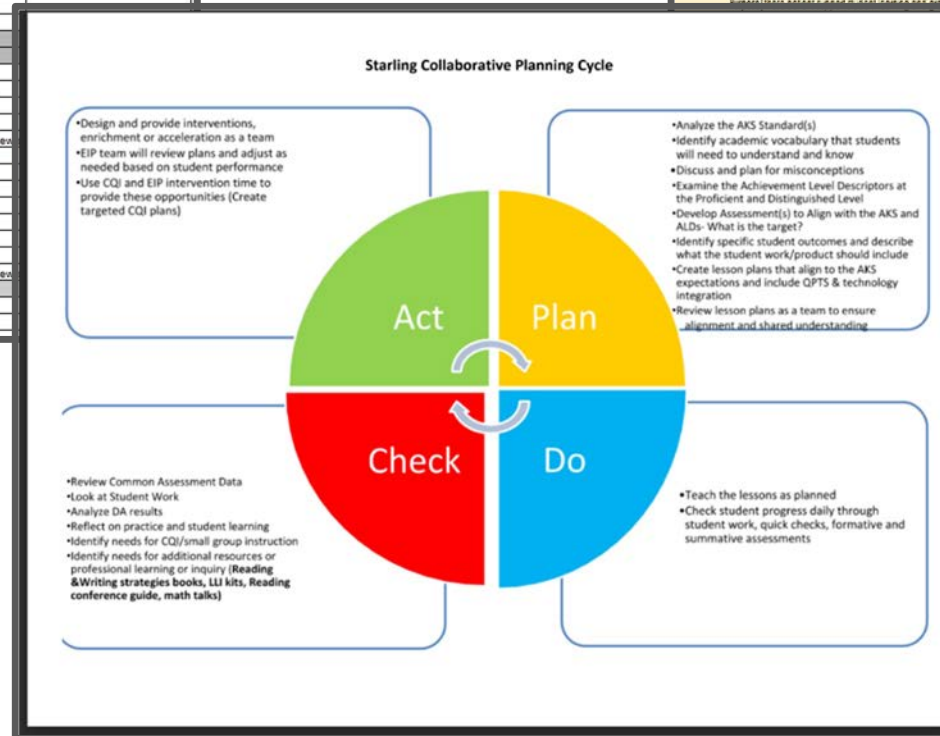 Starling Collaborative Planning Cycle
•Design and provide interventions,
enrichment or acceleration as a team
•EIP team will review plans and adjust as
needed based on student performance
•Use CQI and EIP intervention time to
provide these opportunities (Create
targeted CQI plans)
•Analyze the AKS Standard(s)
•Identify academic vocabulary that students
will need to understand and know
•Discuss and plan for misconceptions
•Examine the Achievement Level Descriptors at
the Proficient and Distinguished Level
•Develop Assessment(s) to Align with the AKS and
ALDs- What is the target?
•Identify specific student outcomes and describe
what the student work/product should include
•Create lesson plans that align to the AKS
expectations and include QPTS & technology
integration
•Review lesson plans as a team to ensure
alignment and shared understanding
Act
Plan
Check
Do
•Review Common Assessment Data
•Look at Student Work
•Analyze DA results
•Reflect on practice and student learning
•Identify needs for CQI/small group instruction
•Identify needs for additional resources or
professional learning or inquiry (Reading
&Writing strategies books, LLI kits, Reading
conference guide, math talks)
•Teach the lessons as planned
•Check student progress daily through
student work, quick checks, formative and
summative assessments